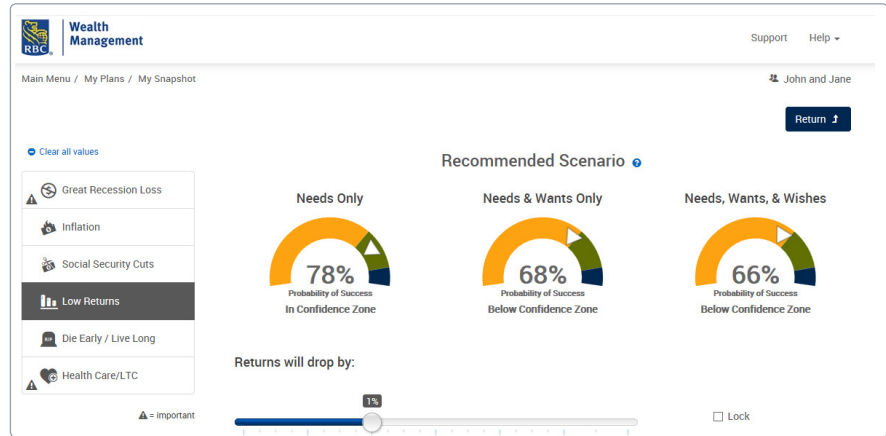 RBC
Wealth
Management
Support Help
Main Menu / My Plans / My Snapshot
John and Jane
Return
Clear all values
Recommended Scenario ?
Great Recession Loss
Inflation
Social Security Cuts
Low Returns
RIP Die Early / Live Long
Health Care/LTC
= important
Needs Only
78%
Probability of Success
In Confidence Zone
Needs & Wants Only
68%
Probability of Success
Below Confidence Zone
Needs, Wants, & Wishes
66%
Probability of Success
Below Confidence Zone
Returns will drop by:
1%
Lock